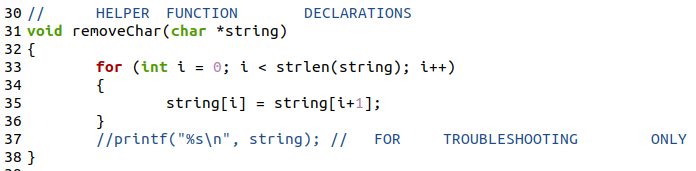 30 //      HELPER  FUNCTION        DECLARATIONS
31 void removeChar(char *string)
32 {
33         for (int i = 0; i < strlen(string); i++)
34         {
35                 string[i] = string[i+1];
36         }
37         //printf("%s\n", string); //   FOR     TROUBLESHOOTING         ONLY
38 }